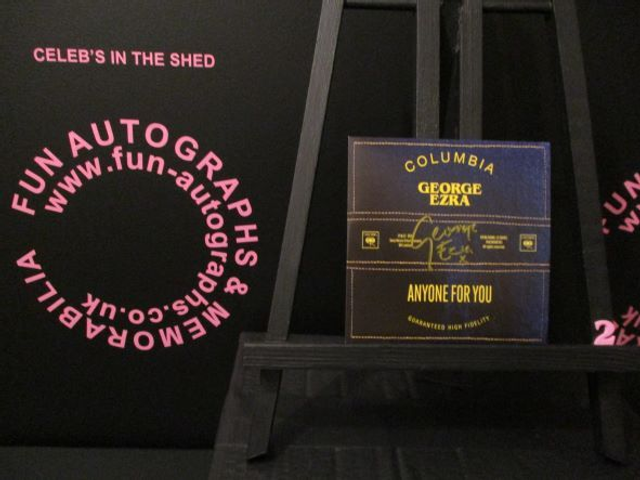 CELEB'S IN THE SHED
FUN AUTOGRAPHS & MEMORABILIA
www.fun-autographs.co.uk
COLUMBIA
GEORGE
EZRA
George
Ezra x
ANYONE FOR YOU
GUARANTEED HIGH FIDELITY
2